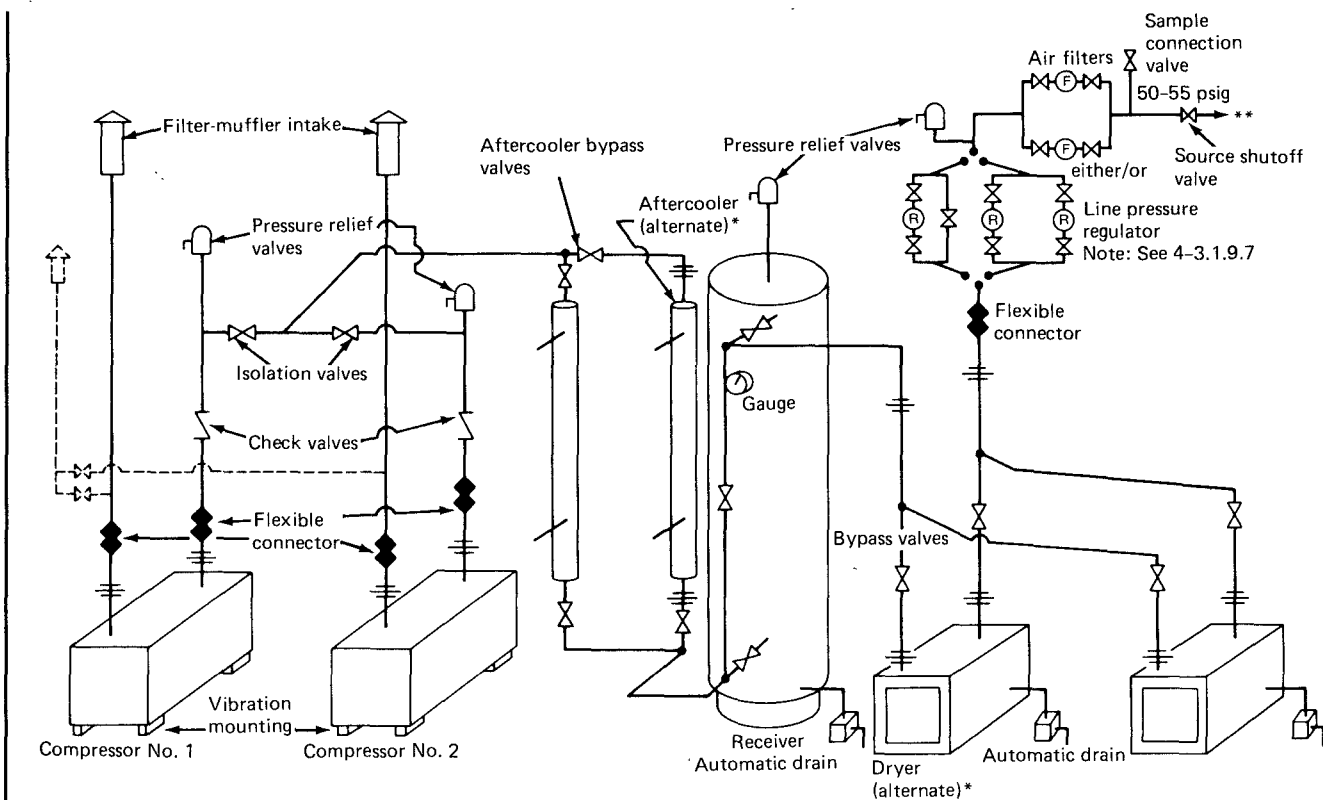 Sample
connection
valve
Air filters
F
50–55 psig
**
Filter-muffler intake
Aftercooler bypass
valves
Pressure relief valves
F
either/or
Source shutoff
valve
Aftercooler
(alternate)*
Pressure relief
valves
R
R
R
Line pressure
regulator
Note: See 4–3.1.9.7
Flexible
connector
Isolation valves
Gauge
Check valves
Flexible
connector
Bypass valves
Vibration
mounting
Compressor No. 1
Compressor No. 2
Receiver
Automatic drain
Dryer
(alternate)*
Automatic drain